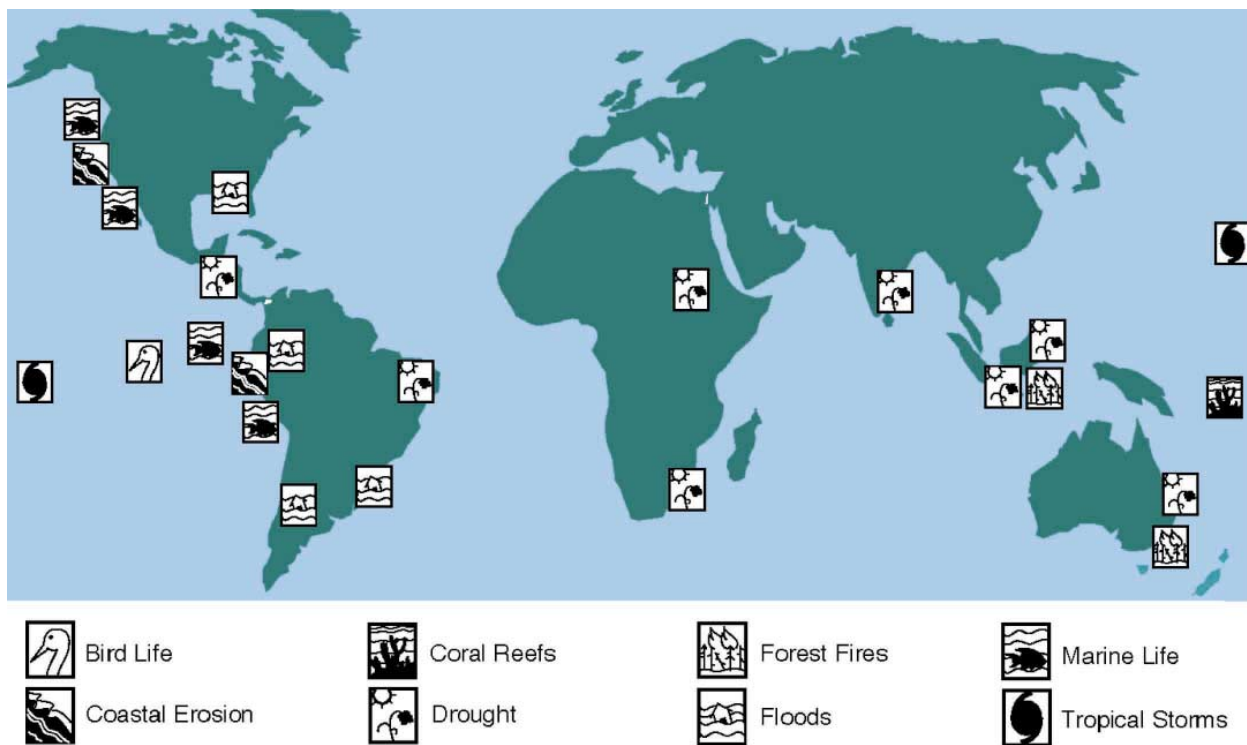 Bird Life
Coral Reefs
Forest Fires
Marine Life
Coastal Erosion
Drought
Floods
Tropical Storms